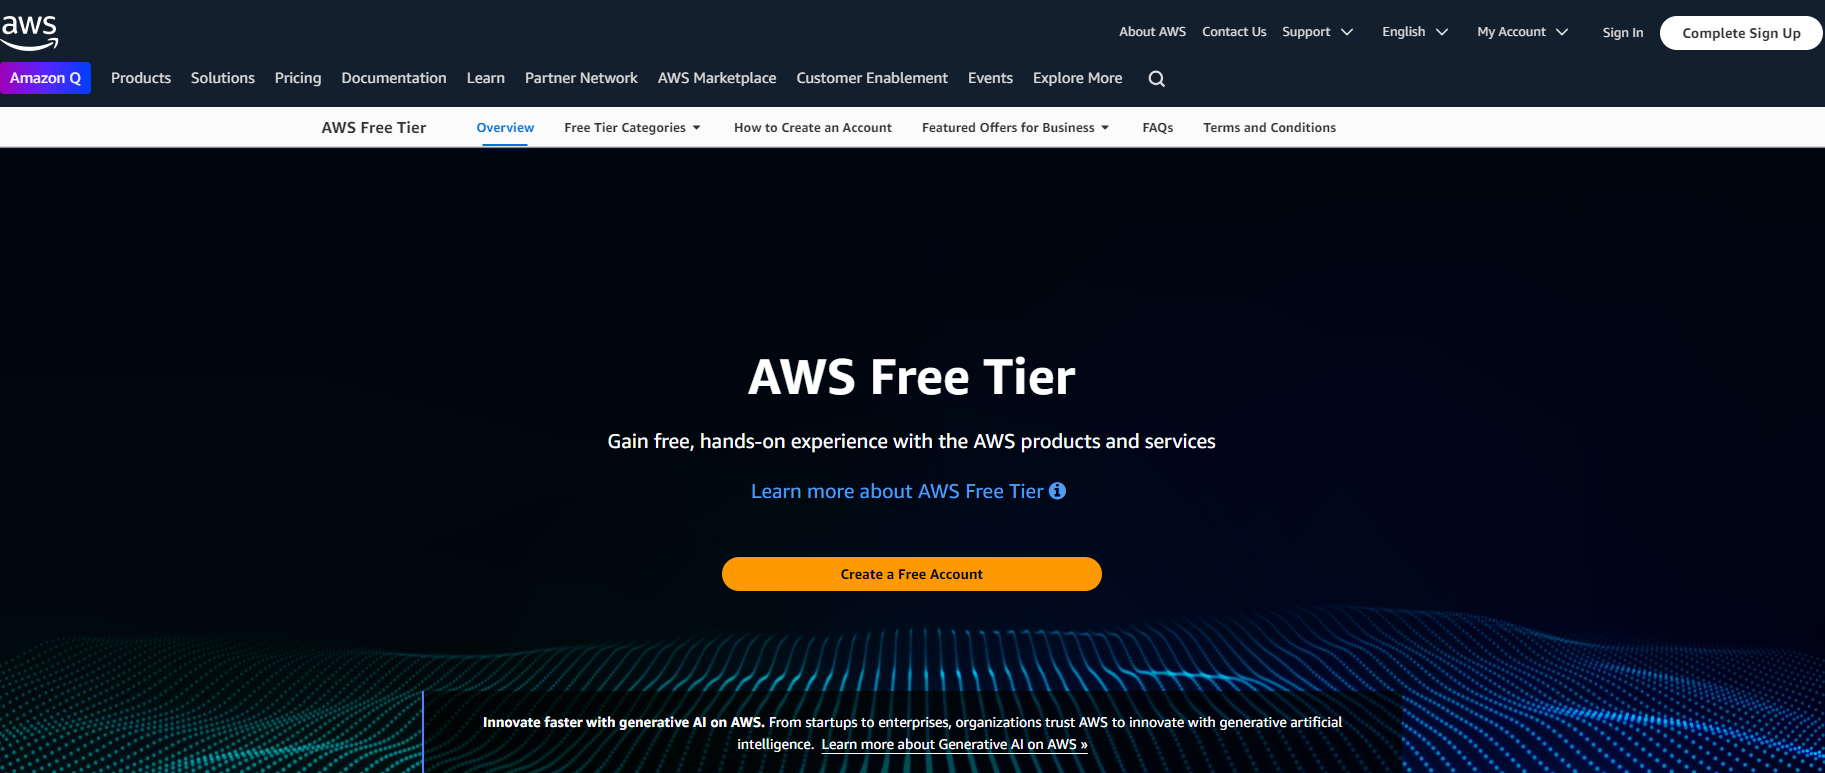 aws
About AWS Contact Us Support English My Account Sign In Complete Sign Up
Amazon Q Products Solutions Pricing Documentation Learn Partner Network AWS Marketplace Customer Enablement Events Explore More
AWS Free Tier Overview Free Tier Categories How to Create an Account Featured Offers for Business FAQs Terms and Conditions
AWS Free Tier
Gain free, hands-on experience with the AWS products and services
Learn more about AWS Free Tier
Create a Free Account
Innovate faster with generative AI on AWS. From startups to enterprises, organizations trust AWS to innovate with generative artificial
intelligence. Learn more about Generative AI on AWS »